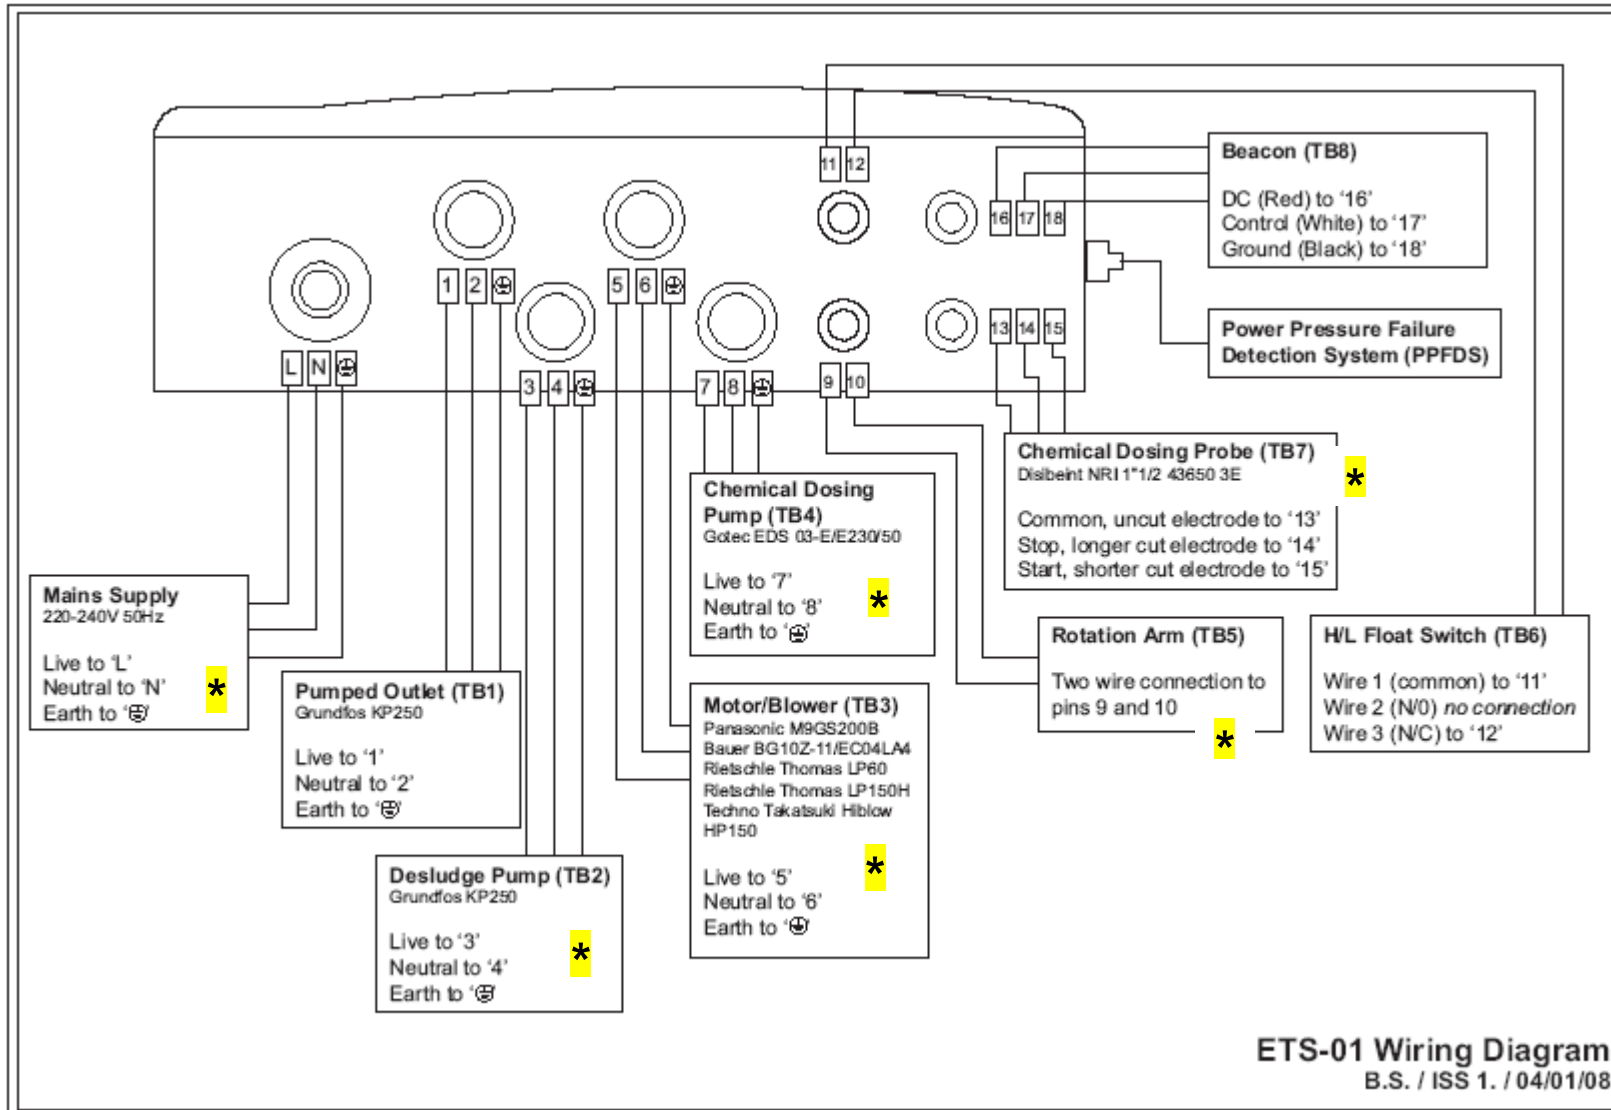 11 12
Beacon (TB8)
DC (Red) to ‘16’
Control (White) to ‘17’
Ground (Black) to ‘18’
16 17 18
1 2
5 6
Power Pressure Failure
Detection System (PPFDS)
13 14 15
L N
3 4
7 8
9 10
Chemical Dosing Probe (TB7)
Disibeint NRI 1"1/2 43650 3E
*
Common, uncut electrode to ‘13’
Stop, longer cut electrode to ‘14’
Start, shorter cut electrode to ‘15’
Chemical Dosing
Pump (TB4)
Gotec EDS 03-E/E230/50
Live to ‘7’
Neutral to ‘8’
Earth to ‘⏚’
*
Mains Supply
220-240V 50Hz
Live to ‘L’
Neutral to ‘N’
Earth to ‘⏚’
*
Rotation Arm (TB5)
Two wire connection to
pins 9 and 10
*
H/L Float Switch (TB6)
Wire 1 (common) to ‘11’
Wire 2 (N/0) no connection
Wire 3 (N/C) to ‘12’
Pumped Outlet (TB1)
Grundfos KP250
Live to ‘1’
Neutral to ‘2’
Earth to ‘⏚’
Motor/Blower (TB3)
Panasonic M9GS200B
Bauer BG10Z-11/EC04LA4
Rietschle Thomas LP60
Rietschle Thomas LP150H
Techno Takatsuki Hiblow
HP150
Live to ‘5’
Neutral to ‘6’
Earth to ‘⏚’
*
Desludge Pump (TB2)
Grundfos KP250
Live to ‘3’
Neutral to ‘4’
Earth to ‘⏚’
*
ETS-01 Wiring Diagram
B.S. / ISS 1. / 04/01/08